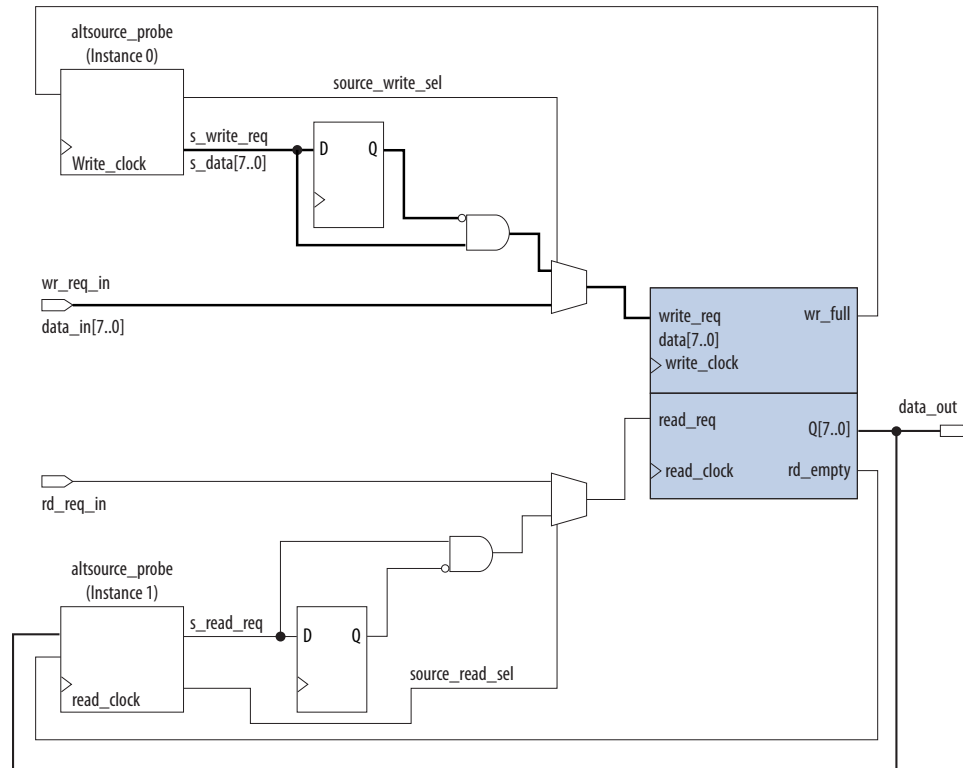 altsource_probe
(Instance 0)
source_write_sel
s_write_req
D Q
Write_clock
s_data[7..0]
wr_req_in
data_in[7..0]
write_req
wr_full
data[7..0]
write_clock
data_out
read_req
Q[7..0]
read_clock
rd_empty
rd_req_in
altsource_probe
(Instance 1)
s_read_req
D Q
source_read_sel
read_clock